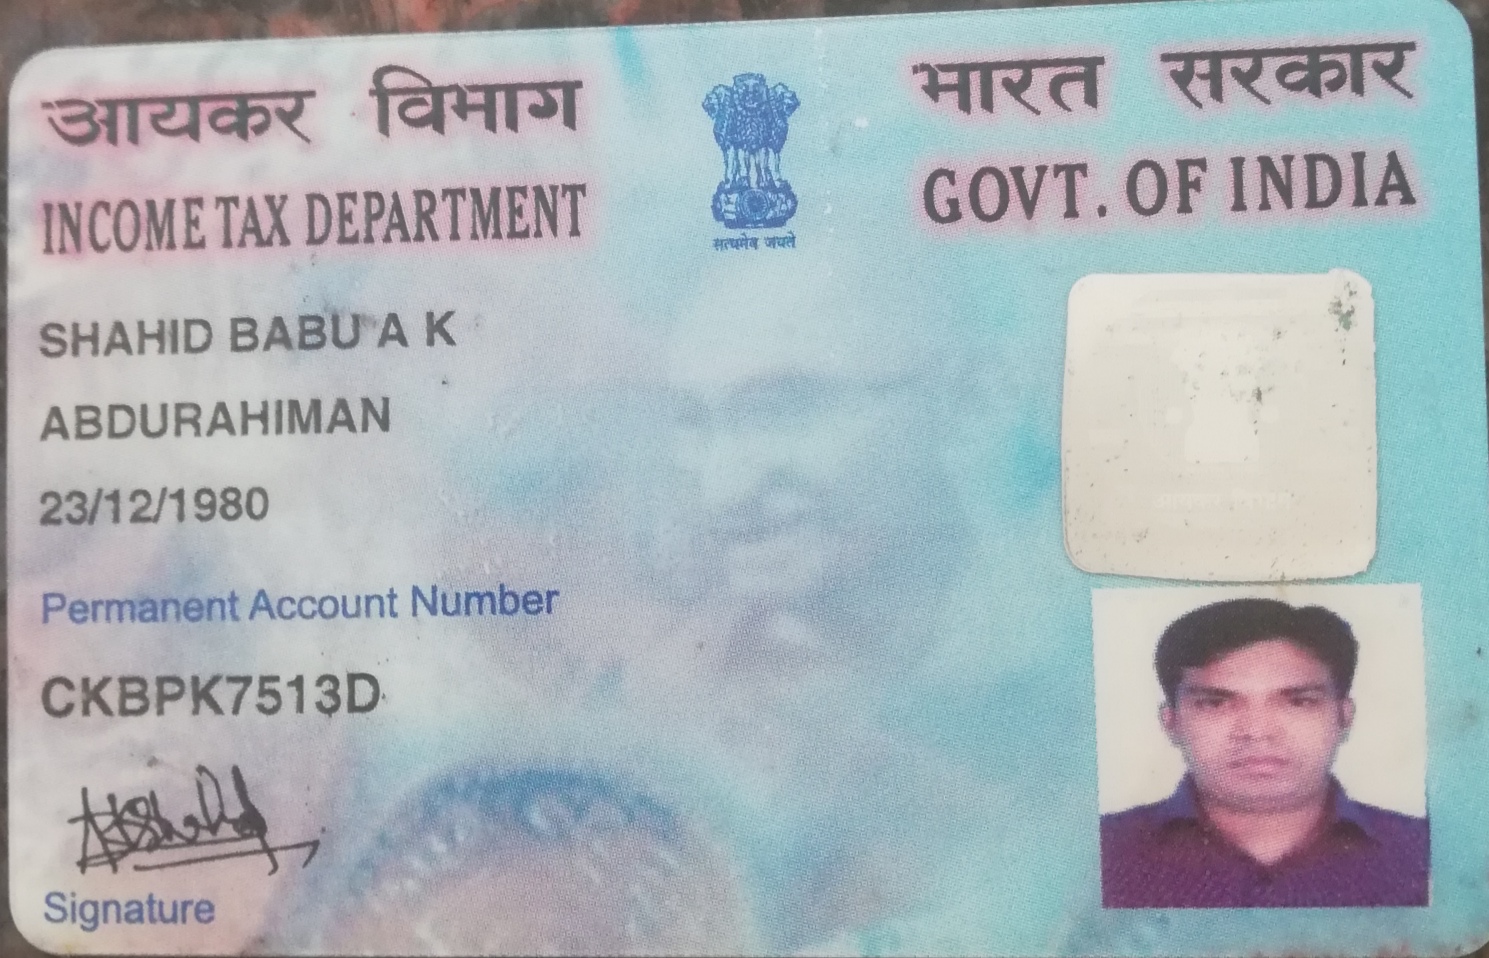 आयकर विभाग
INCOME TAX DEPARTMENT
सत्यमेव जयते
भारत सरकार
GOVT. OF INDIA
SHAHID BABU A K
ABDURAHIMAN
23/12/1980
Permanent Account Number
CKBPK7513D
Signature